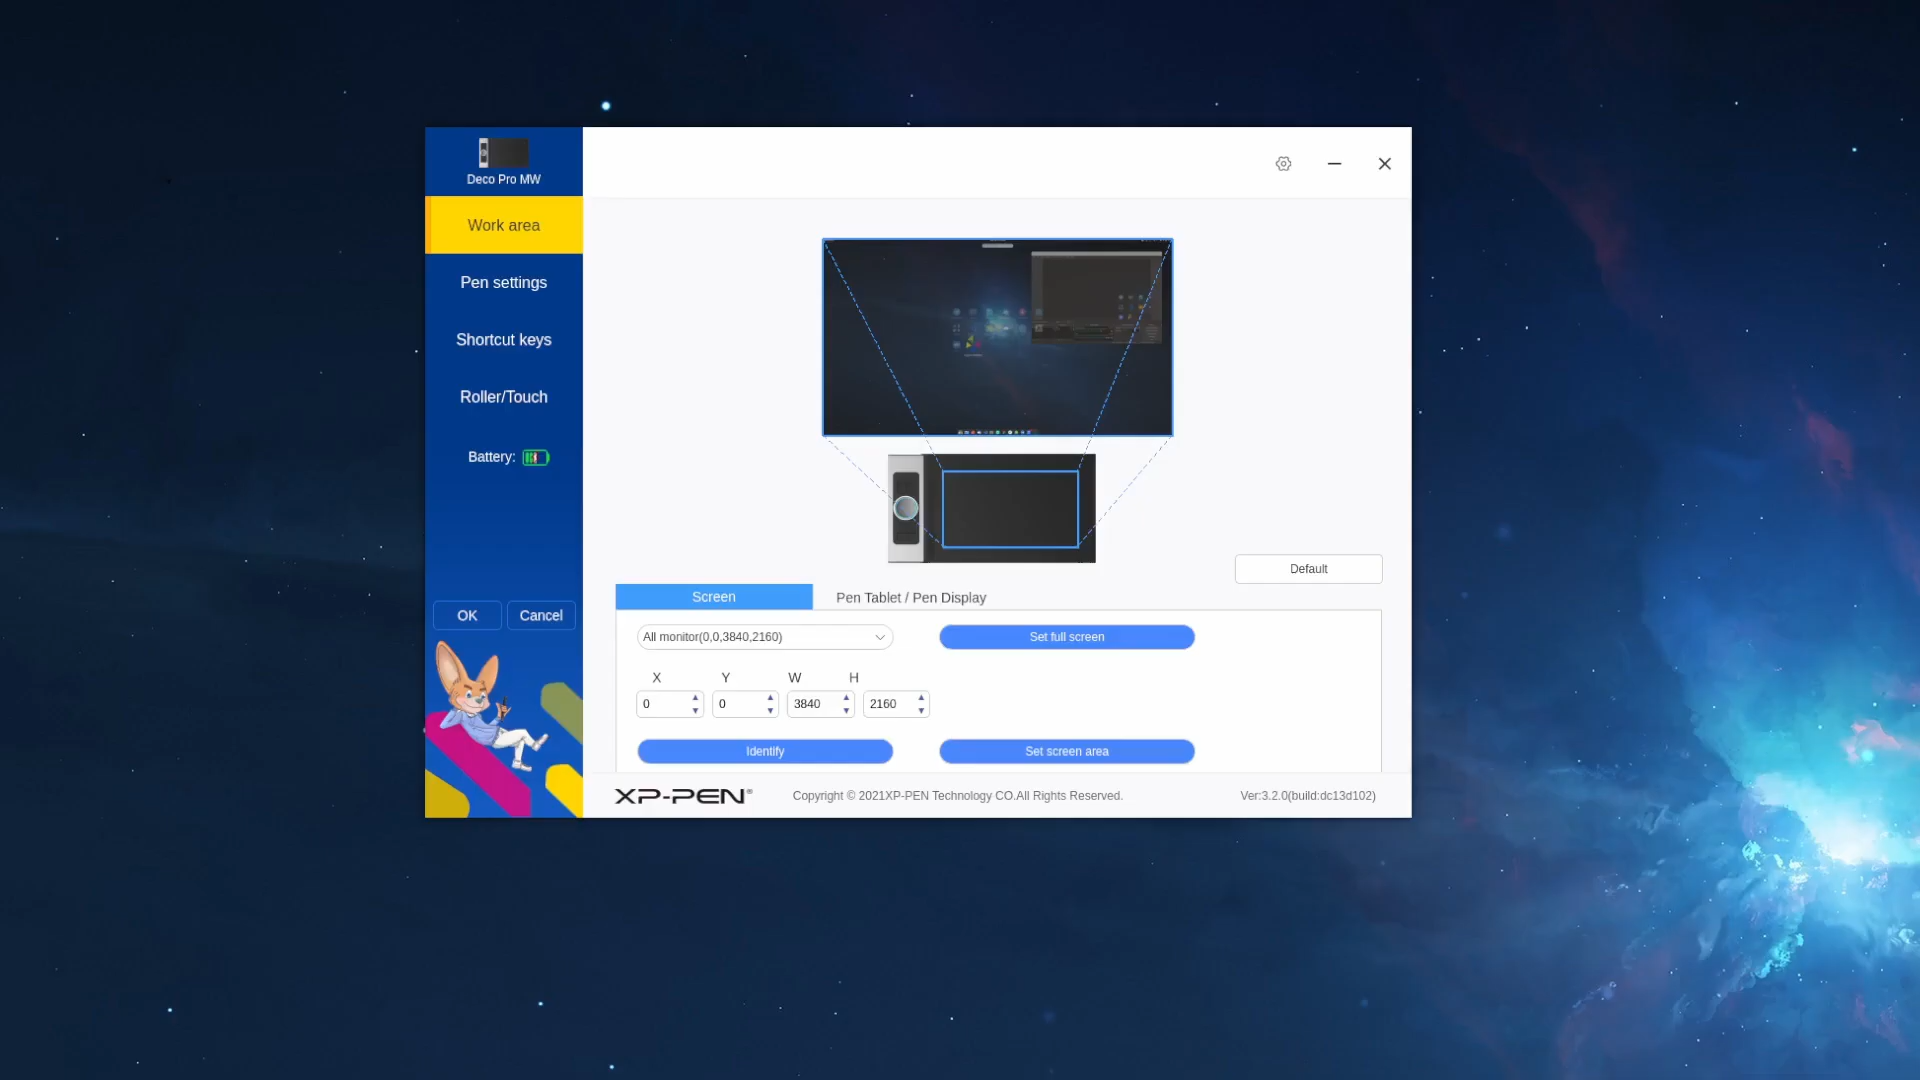 Deco Pro MW
Work area
Pen settings
Shortcut keys
Roller/Touch
Battery:
OK
Cancel
Default
Screen
Pen Tablet / Pen Display
All monitor(0,0,3840,2160)
Set full screen
X Y W H
0 0 3840 2160
Identify
Set screen area
XP-PEN®
Copyright © 2021XP-PEN Technology CO.All Rights Reserved.
Ver:3.2.0(build:dc13d102)